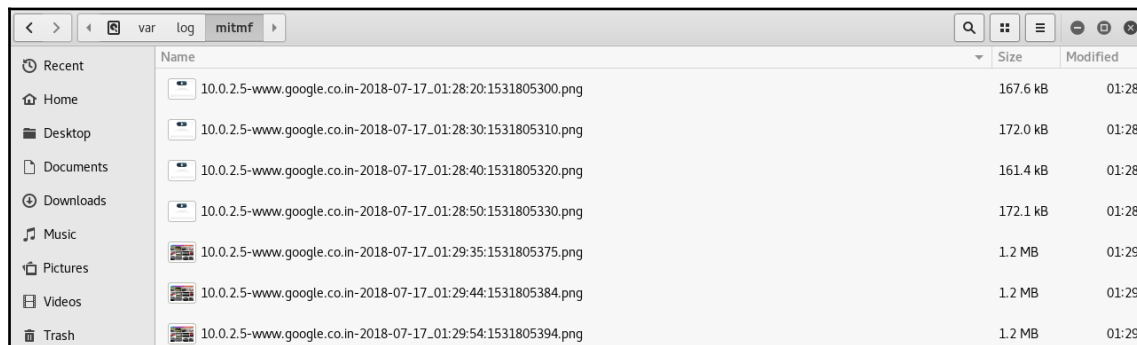 var log mitmf
Name Size Modified
Recent
Home
Desktop
Documents
Downloads
Music
Pictures
Videos
Trash
10.0.2.5-www.google.co.in-2018-07-17_01:28:20:1531805300.png 167.6 kB 01:28
10.0.2.5-www.google.co.in-2018-07-17_01:28:30:1531805310.png 172.0 kB 01:28
10.0.2.5-www.google.co.in-2018-07-17_01:28:40:1531805320.png 161.4 kB 01:28
10.0.2.5-www.google.co.in-2018-07-17_01:28:50:1531805330.png 172.1 kB 01:28
10.0.2.5-www.google.co.in-2018-07-17_01:29:35:1531805375.png 1.2 MB 01:29
10.0.2.5-www.google.co.in-2018-07-17_01:29:44:1531805384.png 1.2 MB 01:29
10.0.2.5-www.google.co.in-2018-07-17_01:29:54:1531805394.png 1.2 MB 01:29